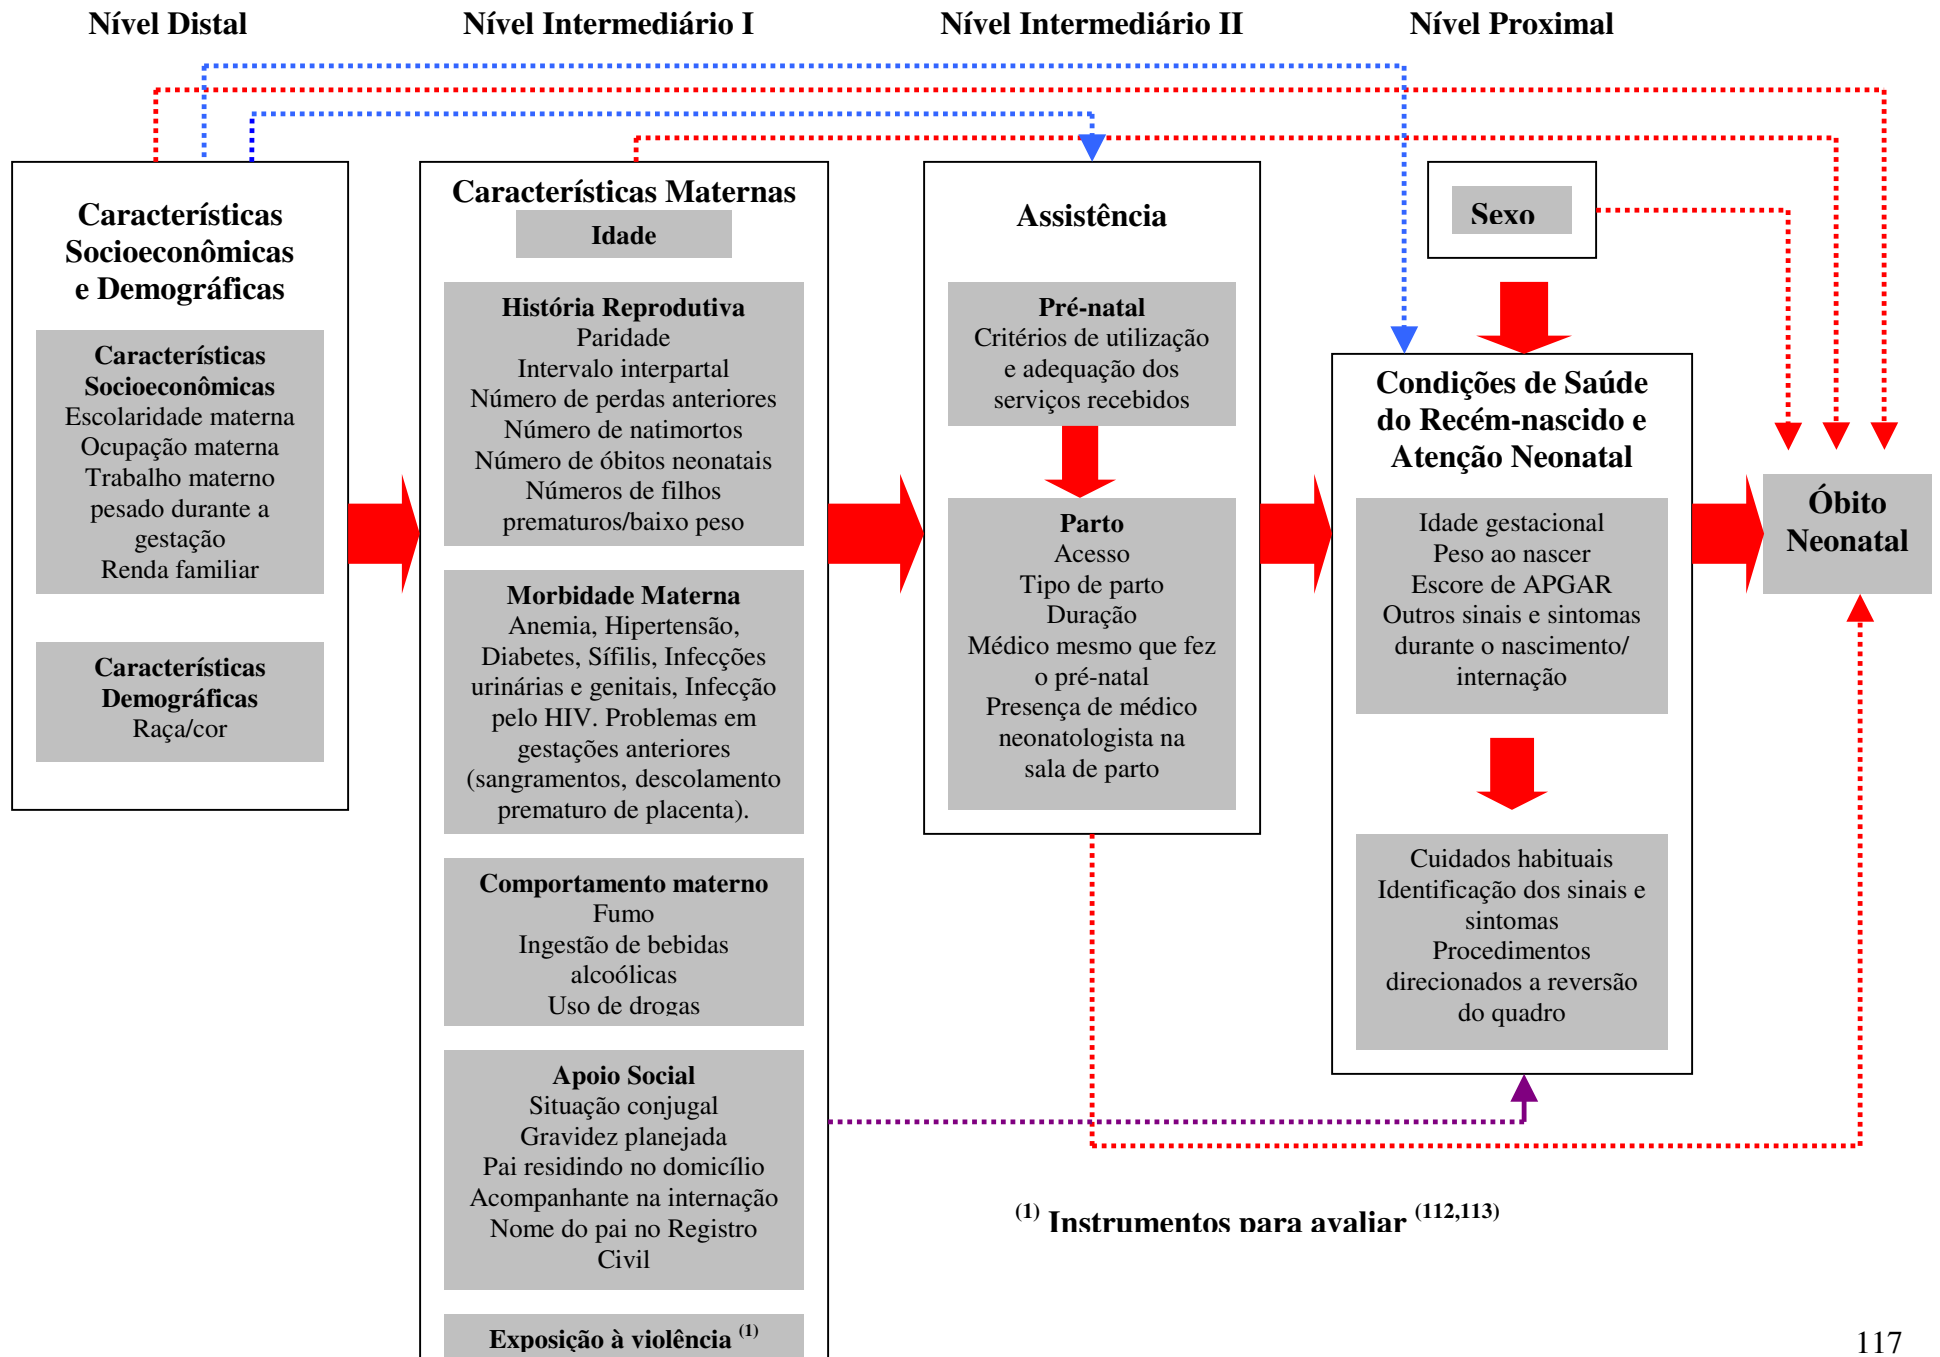 Nível Distal
Nível Intermediário I
Nível Intermediário II
Nível Proximal
Características
Socioeconômicas
e Demográficas
Características
Socioeconômicas
Escolaridade materna
Ocupação materna
Trabalho materno
pesado durante a
gestação
Renda familiar
Características
Demográficas
Raça/cor
Características Maternas
Idade
História Reprodutiva
Paridade
Intervalo interpartal
Número de perdas anteriores
Número de natimortos
Número de óbitos neonatais
Números de filhos
prematuros/baixo peso
Morbidade Materna
Anemia, Hipertensão,
Diabetes, Sífilis, Infecções
urinárias e genitais, Infecção
pelo HIV. Problemas em
gestações anteriores
(sangramentos, descolamento
prematuro de placenta).
Comportamento materno
Fumo
Ingestão de bebidas
alcoólicas
Uso de drogas
Apoio Social
Situação conjugal
Gravidez planejada
Pai residindo no domicílio
Acompanhante na internação
Nome do pai no Registro
Civil
Exposição à violência (1)
Assistência
Pré-natal
Critérios de utilização
e adequação dos
serviços recebidos
Parto
Acesso
Tipo de parto
Duração
Médico mesmo que fez
o pré-natal
Presença de médico
neonatologista na
sala de parto
Sexo
Condições de Saúde
do Recém-nascido e
Atenção Neonatal
Idade gestacional
Peso ao nascer
Escore de APGAR
Outros sinais e sintomas
durante o nascimento/
internação
Cuidados habituais
Identificação dos sinais e
sintomas
Procedimentos
direcionados a reversão
do quadro
Óbito
Neonatal
(1) Instrumentos para avaliar (112,113)
117